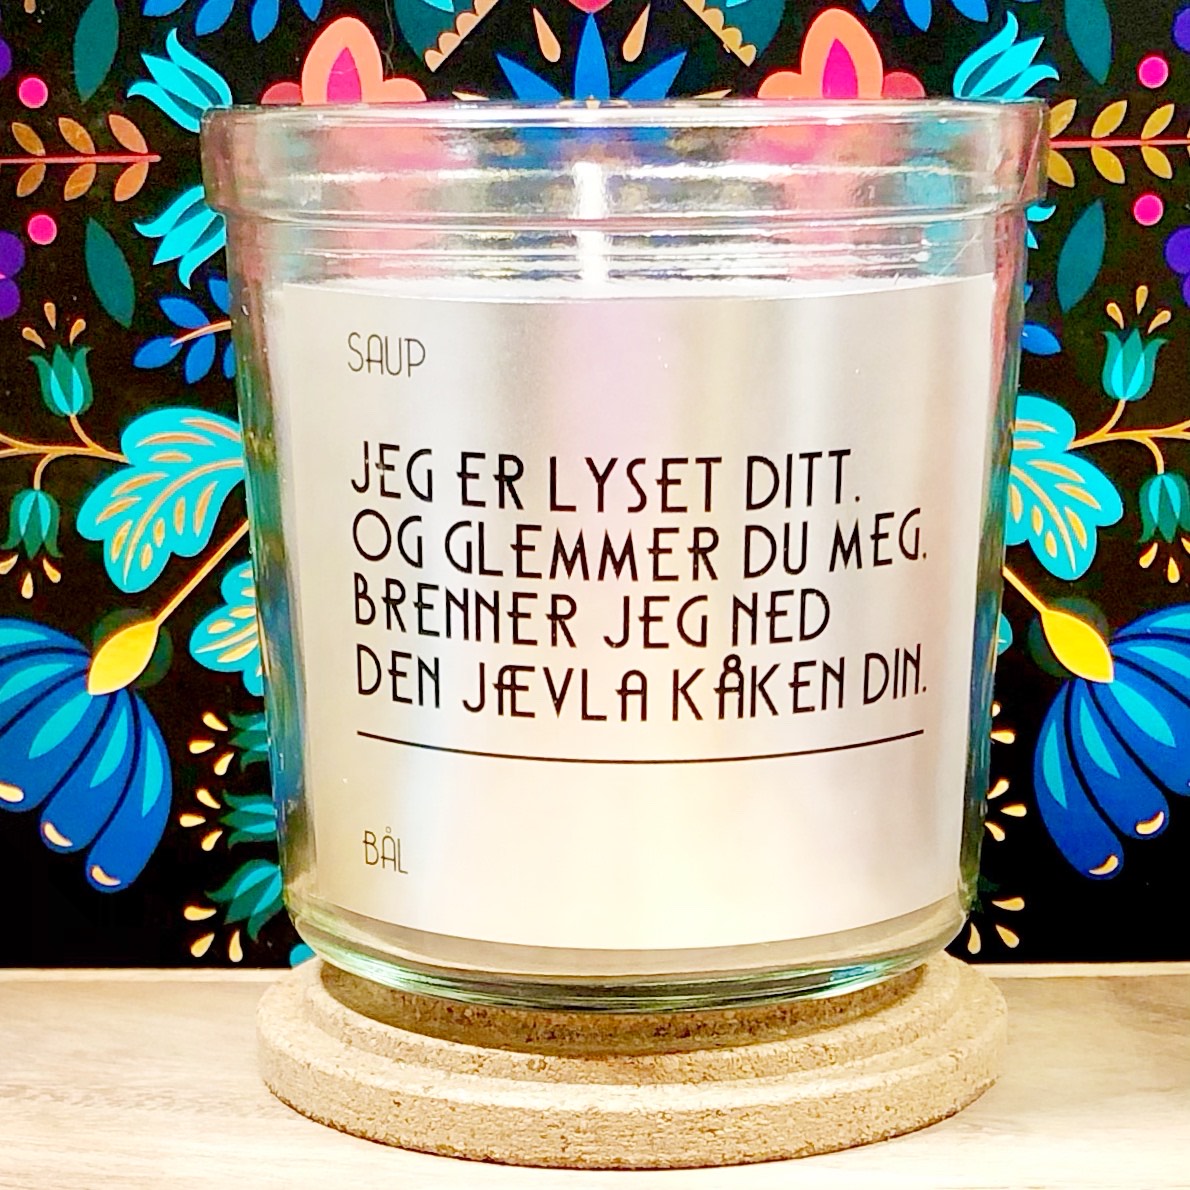 SAUP
JEG ER LYSET DITT.
OG GLEMMER DU MEG,
BRENNER JEG NED
DEN JÆVLA KÅKEN DIN.
BÅL